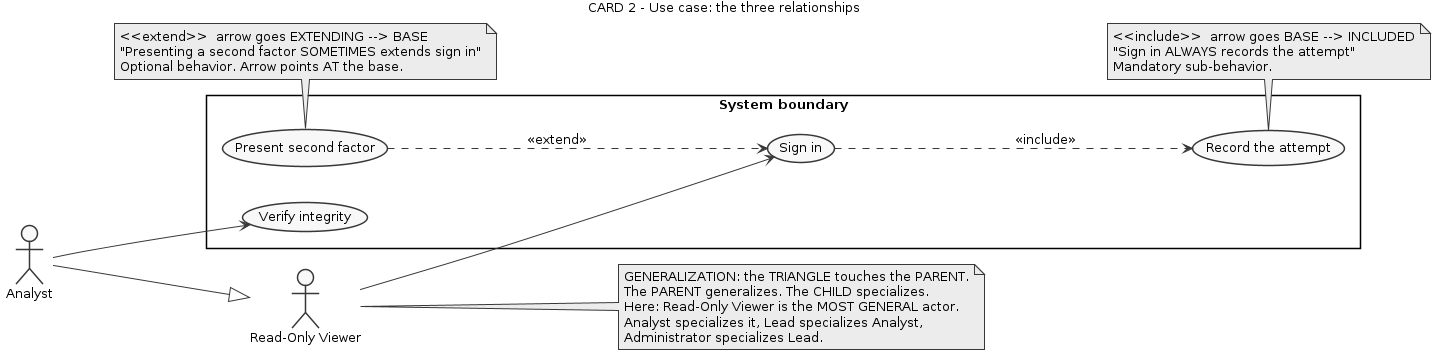 CARD 2 - Use case: the three relationships
<<extend>>  arrow goes EXTENDING --> BASE
"Presenting a second factor SOMETIMES extends sign in"
Optional behavior. Arrow points AT the base.
<<include>>  arrow goes BASE --> INCLUDED
"Sign in ALWAYS records the attempt"
Mandatory sub-behavior.
System boundary
Present second factor
«extend»
Sign in
«include»
Record the attempt
Verify integrity
Analyst
Read-Only Viewer
GENERALIZATION: the TRIANGLE touches the PARENT.
The PARENT generalizes. The CHILD specializes.
Here: Read-Only Viewer is the MOST GENERAL actor.
Analyst specializes it, Lead specializes Analyst,
Administrator specializes Lead.